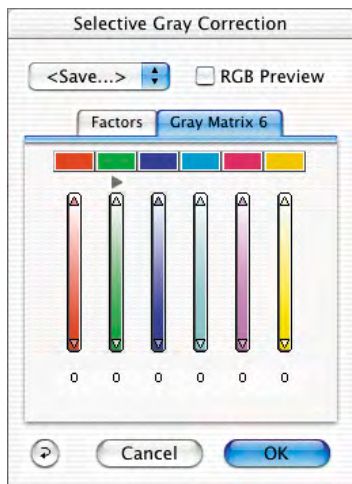 Selective Gray Correction
<Save...> RGB Preview
Factors Gray Matrix 6
0 0 0 0 0 0
Cancel OK